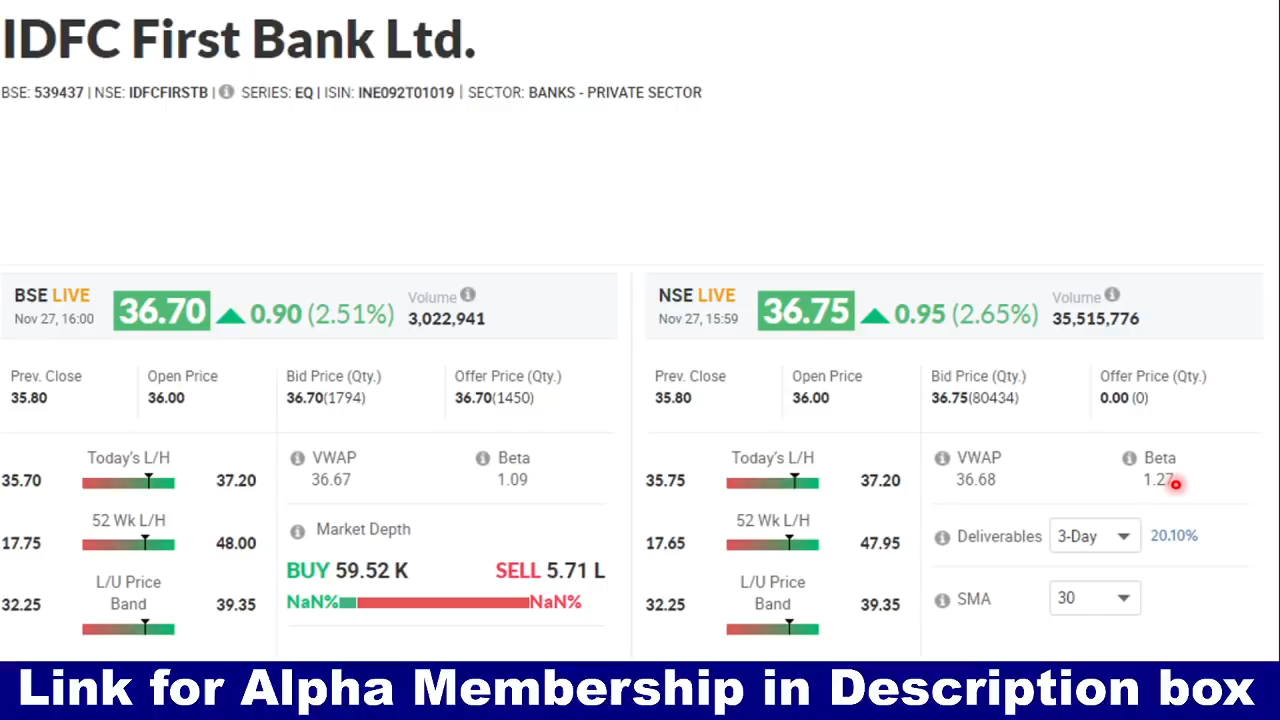 IDFC First Bank Ltd.
BSE: 539437 | NSE: IDFCFIRSTB | SERIES: EQ | ISIN: INE092T01019 | SECTOR: BANKS - PRIVATE SECTOR
BSE LIVE
Nov 27, 16:00
36.70 0.90 (2.51%)
Volume
3,022,941
Prev. Close
35.80
Open Price
36.00
Bid Price (Qty.)
36.70(1794)
Offer Price (Qty.)
36.70(1450)
Today's L/H
35.70 37.20
52 Wk L/H
17.75 48.00
L/U Price
Band
32.25 39.35
VWAP
36.67
Beta
1.09
Market Depth
BUY 59.52 K SELL 5.71 L
NaN% NaN%
NSE LIVE
Nov 27, 15:59
36.75 0.95 (2.65%)
Volume
35,515,776
Prev. Close
35.80
Open Price
36.00
Bid Price (Qty.)
36.75(80434)
Offer Price (Qty.)
0.00 (0)
Today's L/H
35.75 37.20
52 Wk L/H
17.65 47.95
L/U Price
Band
32.25 39.35
VWAP
36.68
Beta
1.27
Deliverables 3-Day 20.10%
SMA 30
Link for Alpha Membership in Description box